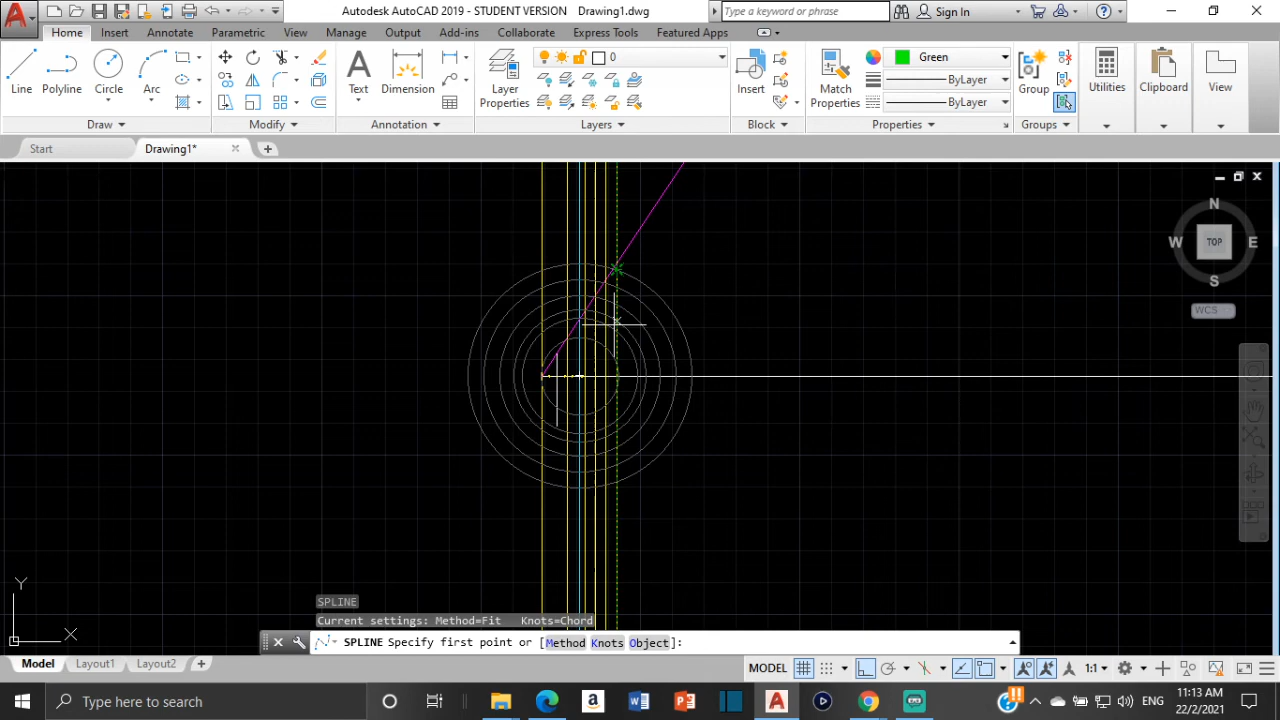 Autodesk AutoCAD 2019 - STUDENT VERSION Drawing1.dwg
Type a keyword or phrase
Sign In
Home Insert Annotate Parametric View Manage Output Add-ins Collaborate Express Tools Featured Apps
Line Polyline Circle Arc
Text Dimension
Layer Properties
0
Insert
Match Properties
Green
ByLayer
ByLayer
Group
Utilities
Clipboard
View
Draw Modify Annotation Layers Block Properties Groups
Start Drawing1*
N
W TOP E
S
WCS
Y
X
SPLINE
Current settings: Method=Fit Knots=Chord
SPLINE Specify first point or [Method Knots Object]:
Model Layout1 Layout2
MODEL 1:1
Type here to search
ENG
11:13 AM
22/2/2021